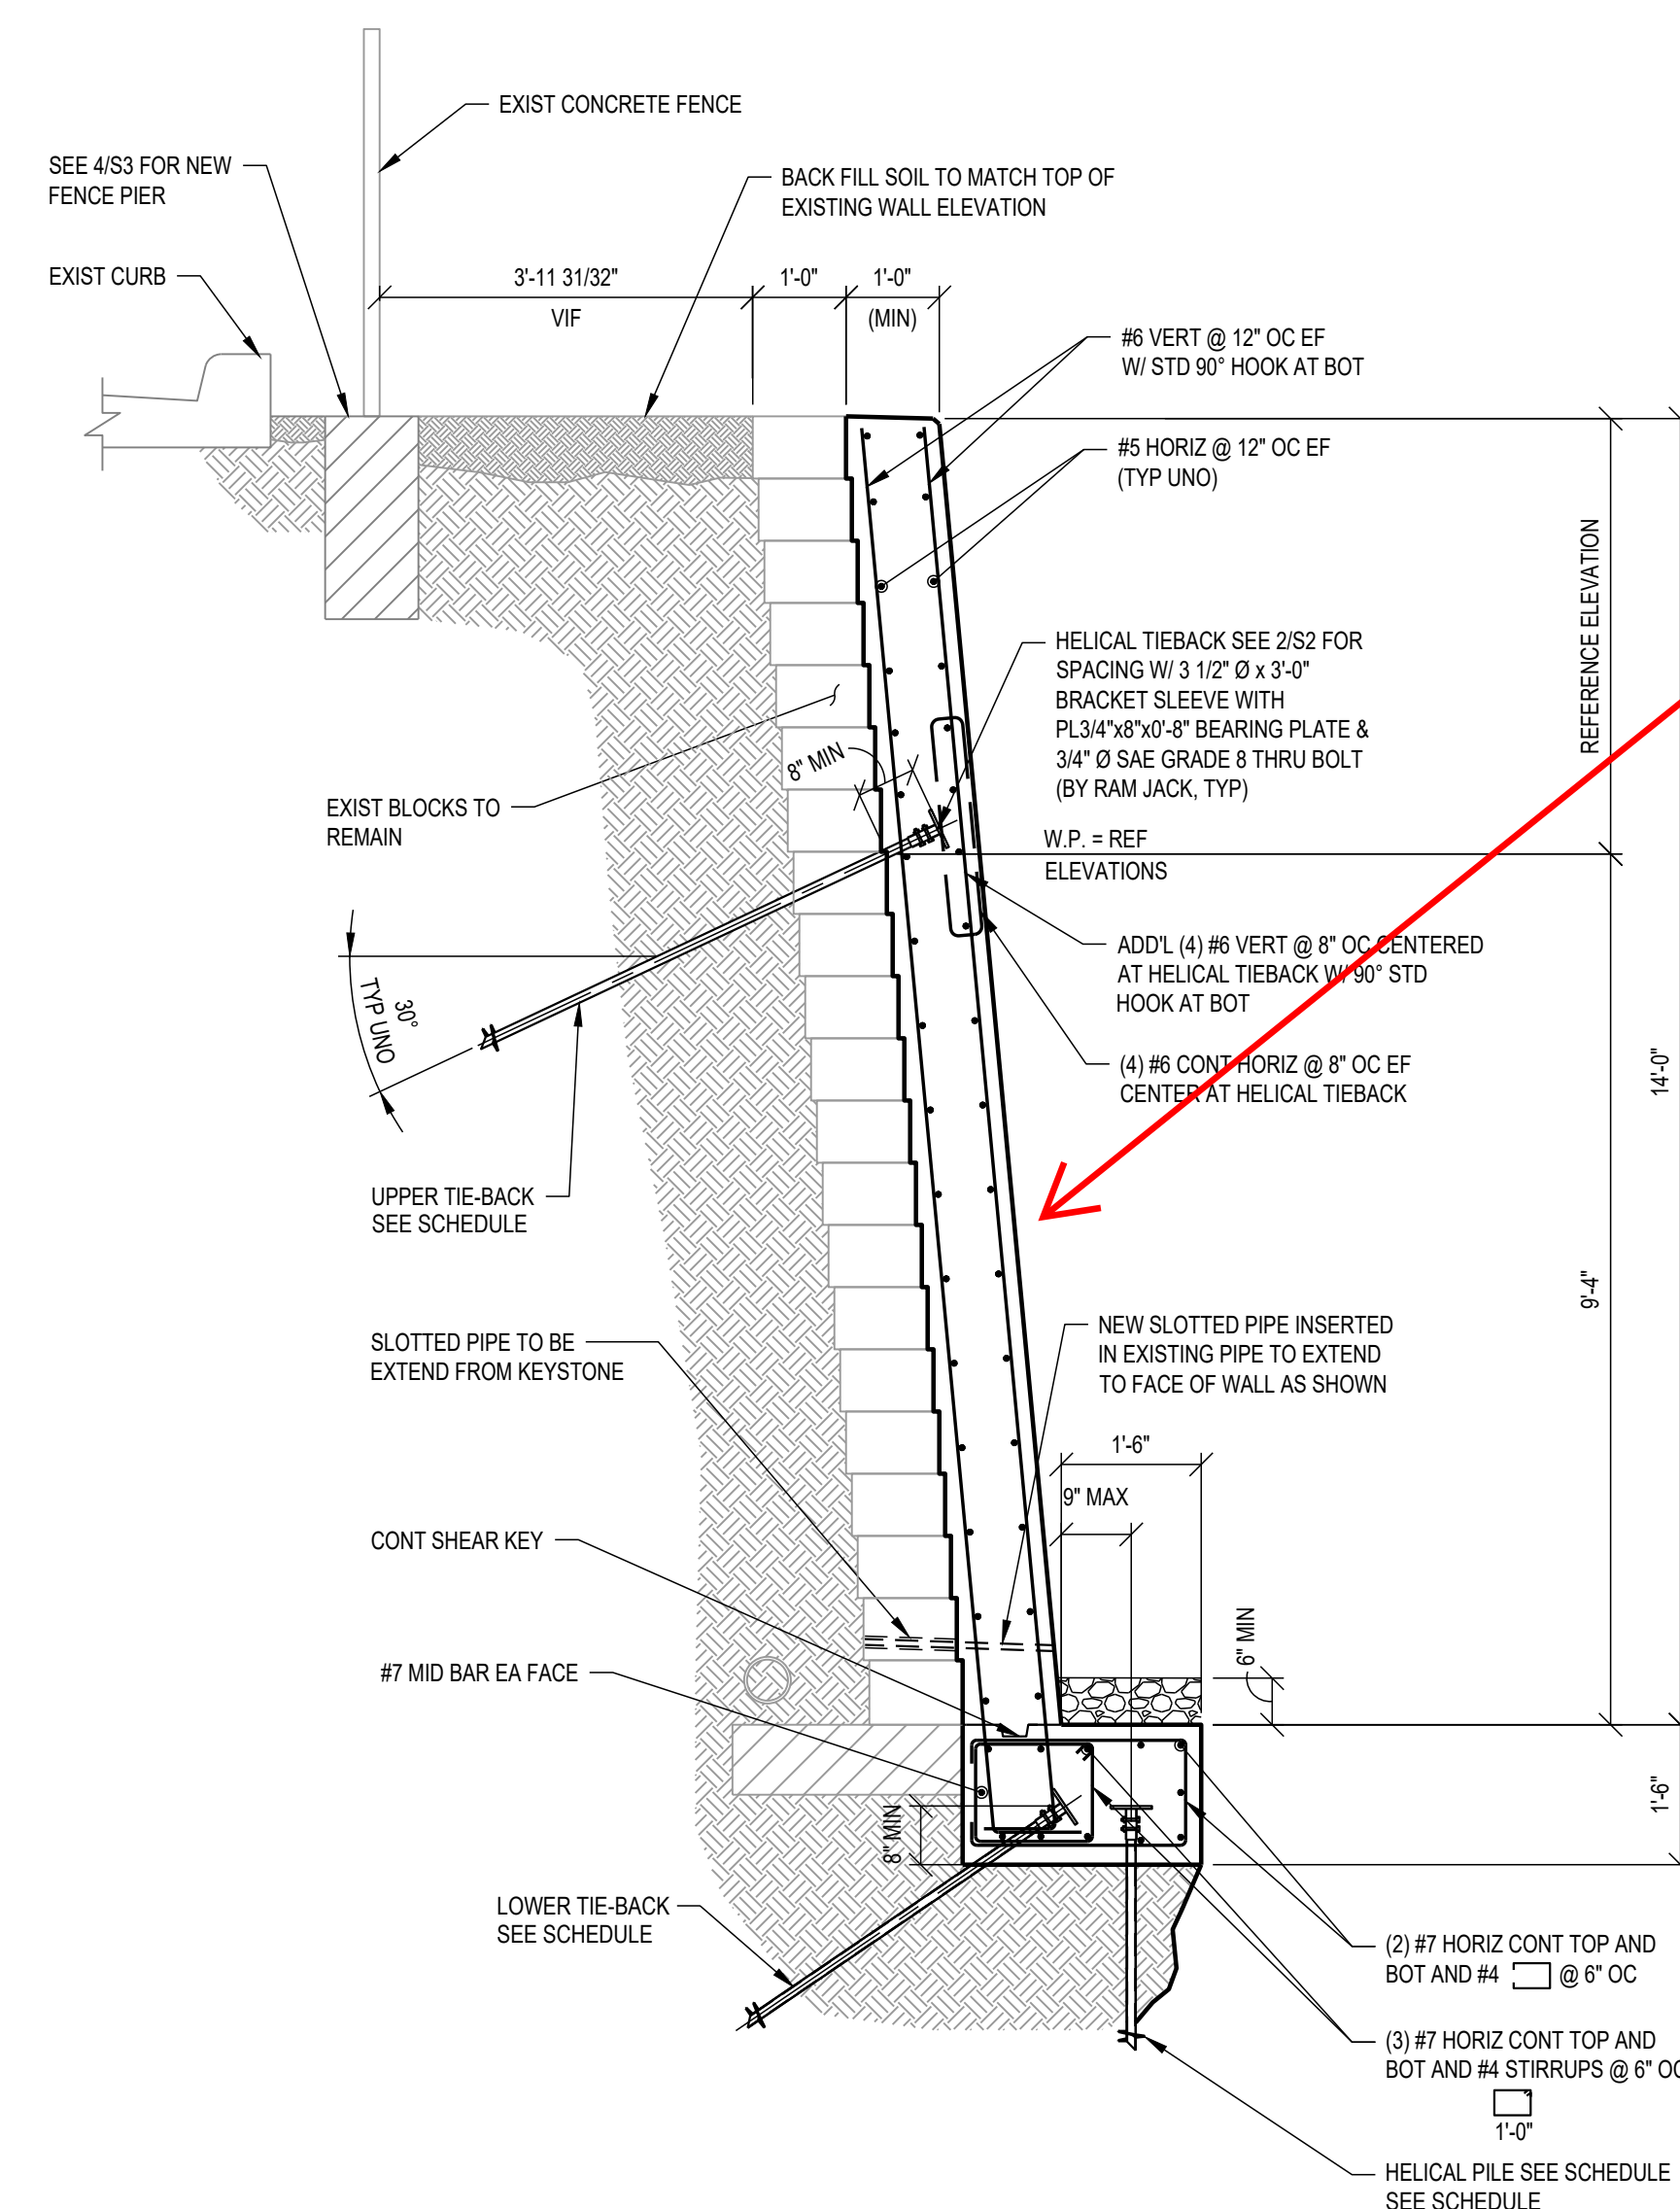 EXIST CONCRETE FENCE
SEE 4/S3 FOR NEW
FENCE PIER
BACK FILL SOIL TO MATCH TOP OF
EXISTING WALL ELEVATION
EXIST CURB
3'-11 31/32"
VIF
1'-0"
1'-0"
(MIN)
#6 VERT @ 12" OC EF
W/ STD 90° HOOK AT BOT
#5 HORIZ @ 12" OC EF
(TYP UNO)
REFERENCE ELEVATION
HELICAL TIEBACK SEE 2/S2 FOR
SPACING W/ 3 1/2" Ø x 3'-0"
BRACKET SLEEVE WITH
PL3/4"x8"x0'-8" BEARING PLATE &
3/4" Ø SAE GRADE 8 THRU BOLT
(BY RAM JACK, TYP)
8" MIN
EXIST BLOCKS TO
REMAIN
W.P. = REF
ELEVATIONS
ADD'L (4) #6 VERT @ 8" OC CENTERED
AT HELICAL TIEBACK W/ 90° STD
HOOK AT BOT
30°
TYP UNO
(4) #6 CONT HORIZ @ 8" OC EF
CENTER AT HELICAL TIEBACK
14'-0"
UPPER TIE-BACK
SEE SCHEDULE
9'-4"
SLOTTED PIPE TO BE
EXTEND FROM KEYSTONE
NEW SLOTTED PIPE INSERTED
IN EXISTING PIPE TO EXTEND
TO FACE OF WALL AS SHOWN
1'-6"
9" MAX
CONT SHEAR KEY
6" MIN
#7 MID BAR EA FACE
1'-6"
8" MIN
LOWER TIE-BACK
SEE SCHEDULE
(2) #7 HORIZ CONT TOP AND
BOT AND #4 @ 6" OC
(3) #7 HORIZ CONT TOP AND
BOT AND #4 STIRRUPS @ 6" OC
1'-0"
HELICAL PILE SEE SCHEDULE
SEE SCHEDULE